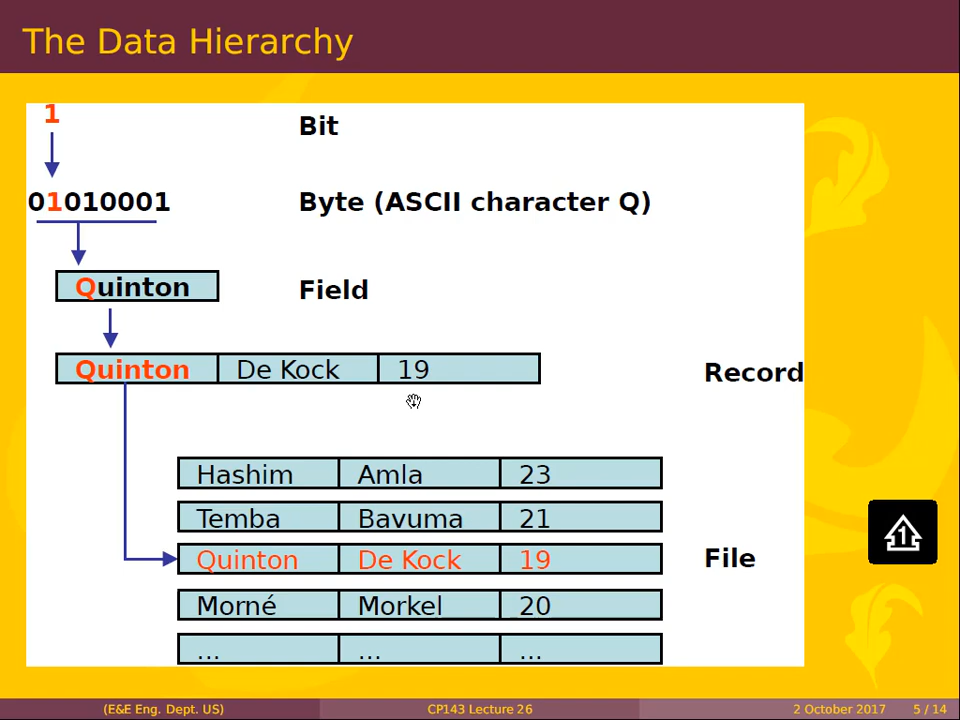 The Data Hierarchy
1
Bit
01010001
Byte (ASCII character Q)
Quinton
Field
Quinton De Kock 19
Record
Hashim Amla 23
Temba Bavuma 21
Quinton De Kock 19
File
Morné Morkel 20
... ... ...
1
(E&E Eng. Dept. US) CP143 Lecture 26 2 October 2017 5 / 14